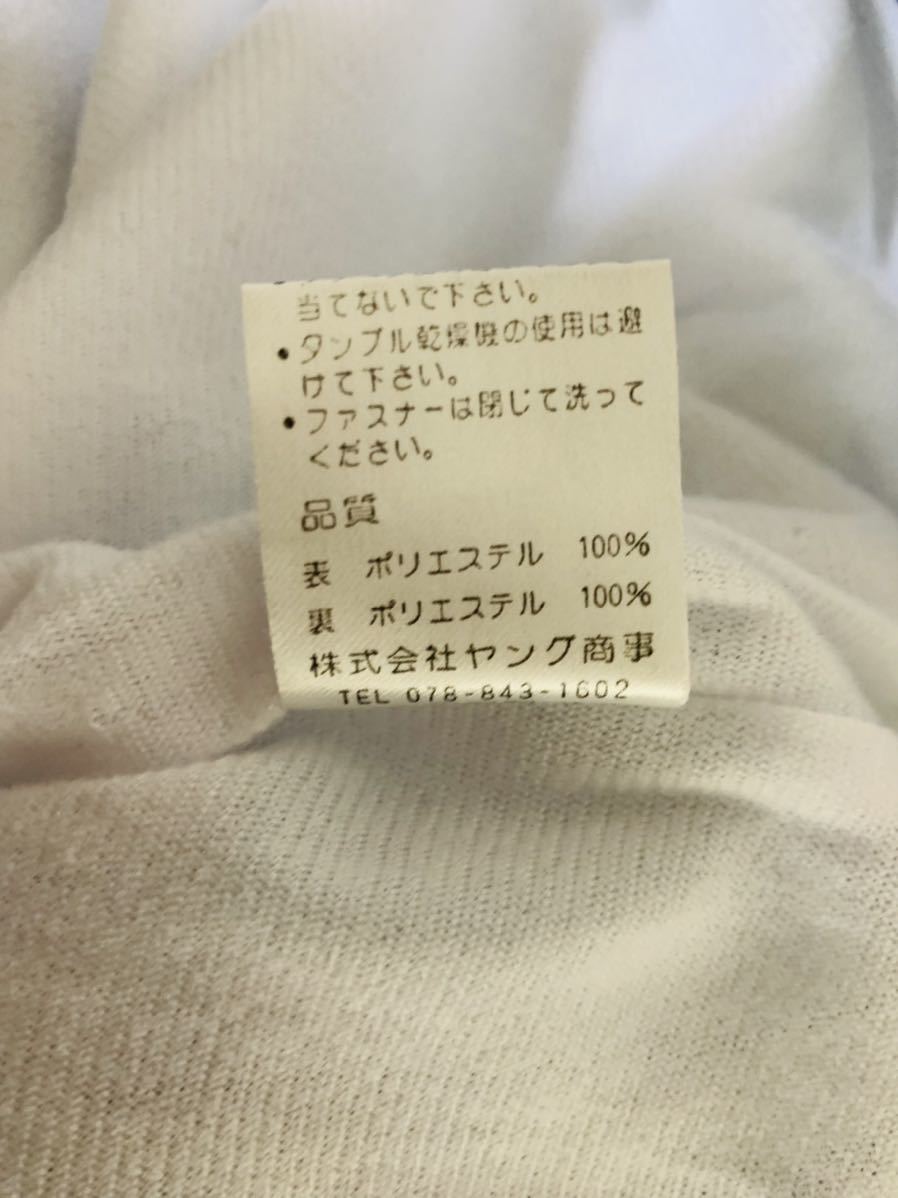 当てないで下さい。
•タンブル乾燥機の使用は避
けて下さい。
•ファスナーは閉じて洗って
ください。
品質
表 ポリエステル 100%
裏 ポリエステル 100%
株式会社ヤング商事
TEL 078-843-1602